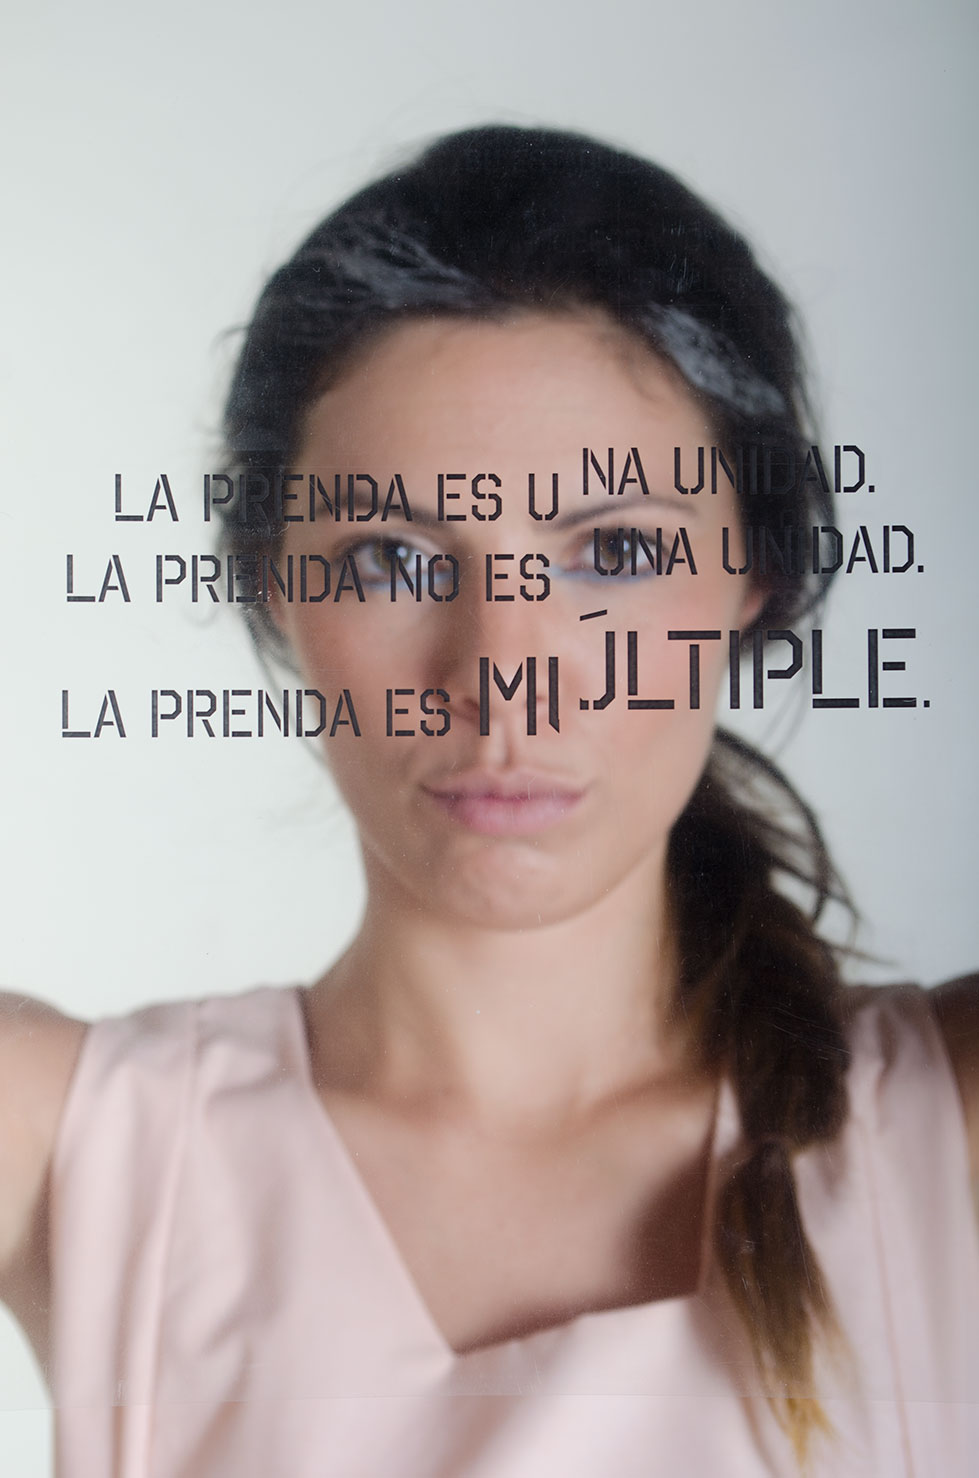 LA PRENDA ES UNA UNIDAD.
LA PRENDA NO ES UNA UNIDAD.
LA PRENDA ES MÚLTIPLE.